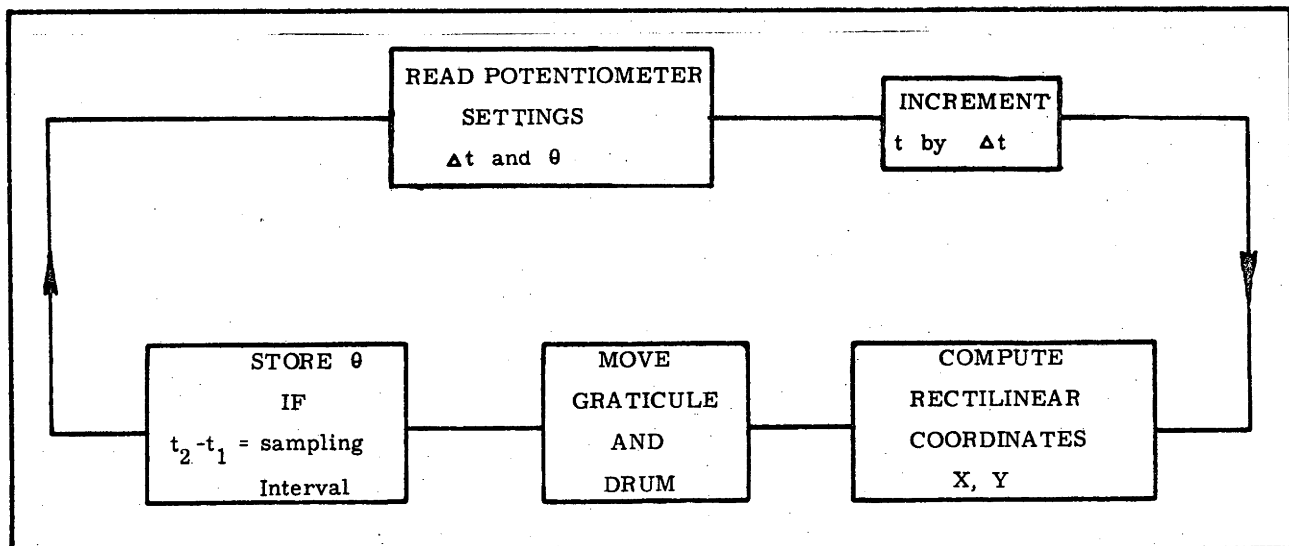 READ POTENTIOMETER
SETTINGS
Δt and θ
INCREMENT
t by Δt
COMPUTE
RECTILINEAR
COORDINATES
X, Y
MOVE
GRATICULE
AND
DRUM
STORE θ
IF
t₂-t₁ = sampling
Interval